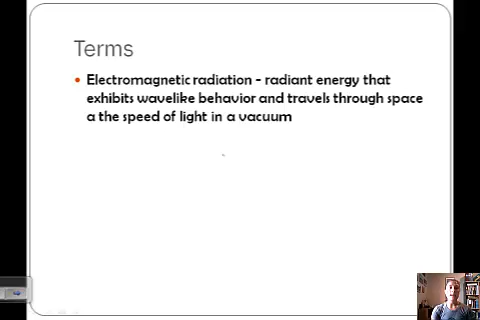 Terms
Electromagnetic radiation - radiant energy that
exhibits wavelike behavior and travels through space
a the speed of light in a vacuum